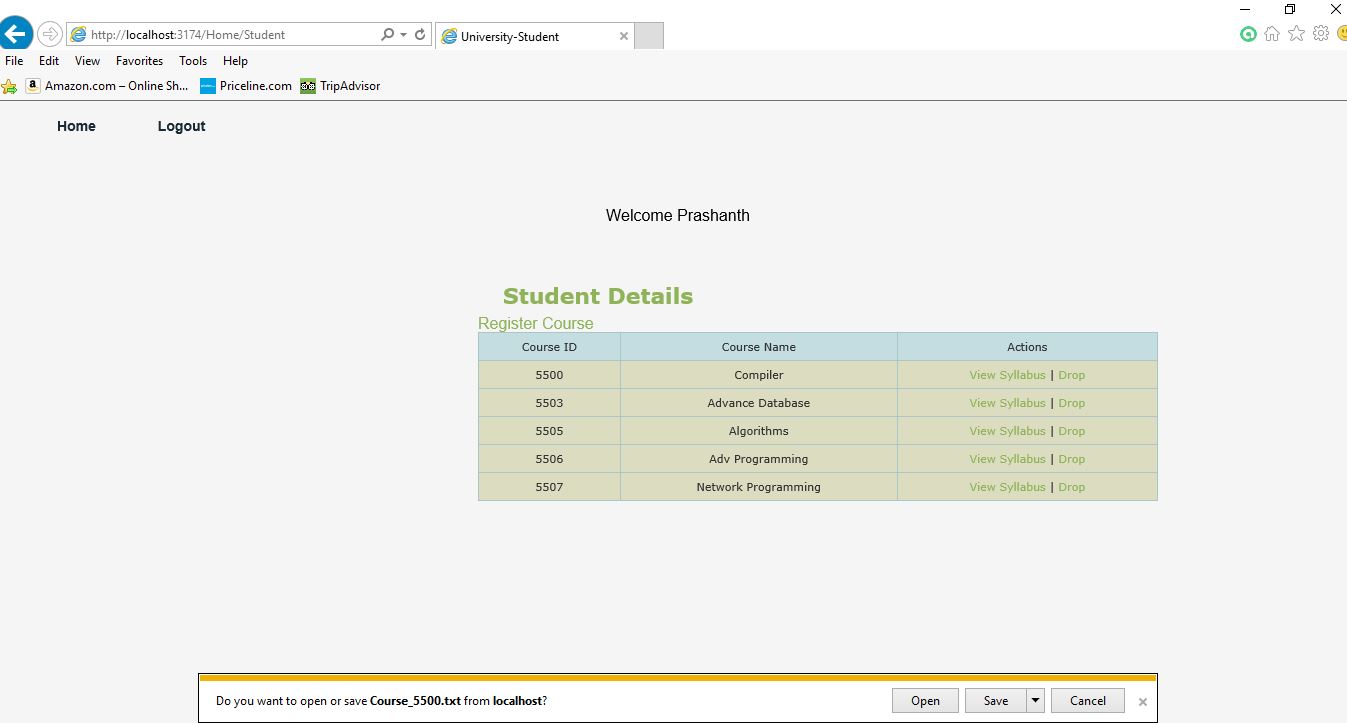 http://localhost:3174/Home/Student
University-Student
File Edit View Favorites Tools Help
a Amazon.com – Online Sh... Priceline.com TripAdvisor
Home Logout
Welcome Prashanth
Student Details
Register Course
Course ID Course Name Actions
5500 Compiler View Syllabus | Drop
5503 Advance Database View Syllabus | Drop
5505 Algorithms View Syllabus | Drop
5506 Adv Programming View Syllabus | Drop
5507 Network Programming View Syllabus | Drop
Do you want to open or save Course_5500.txt from localhost? Open Save Cancel